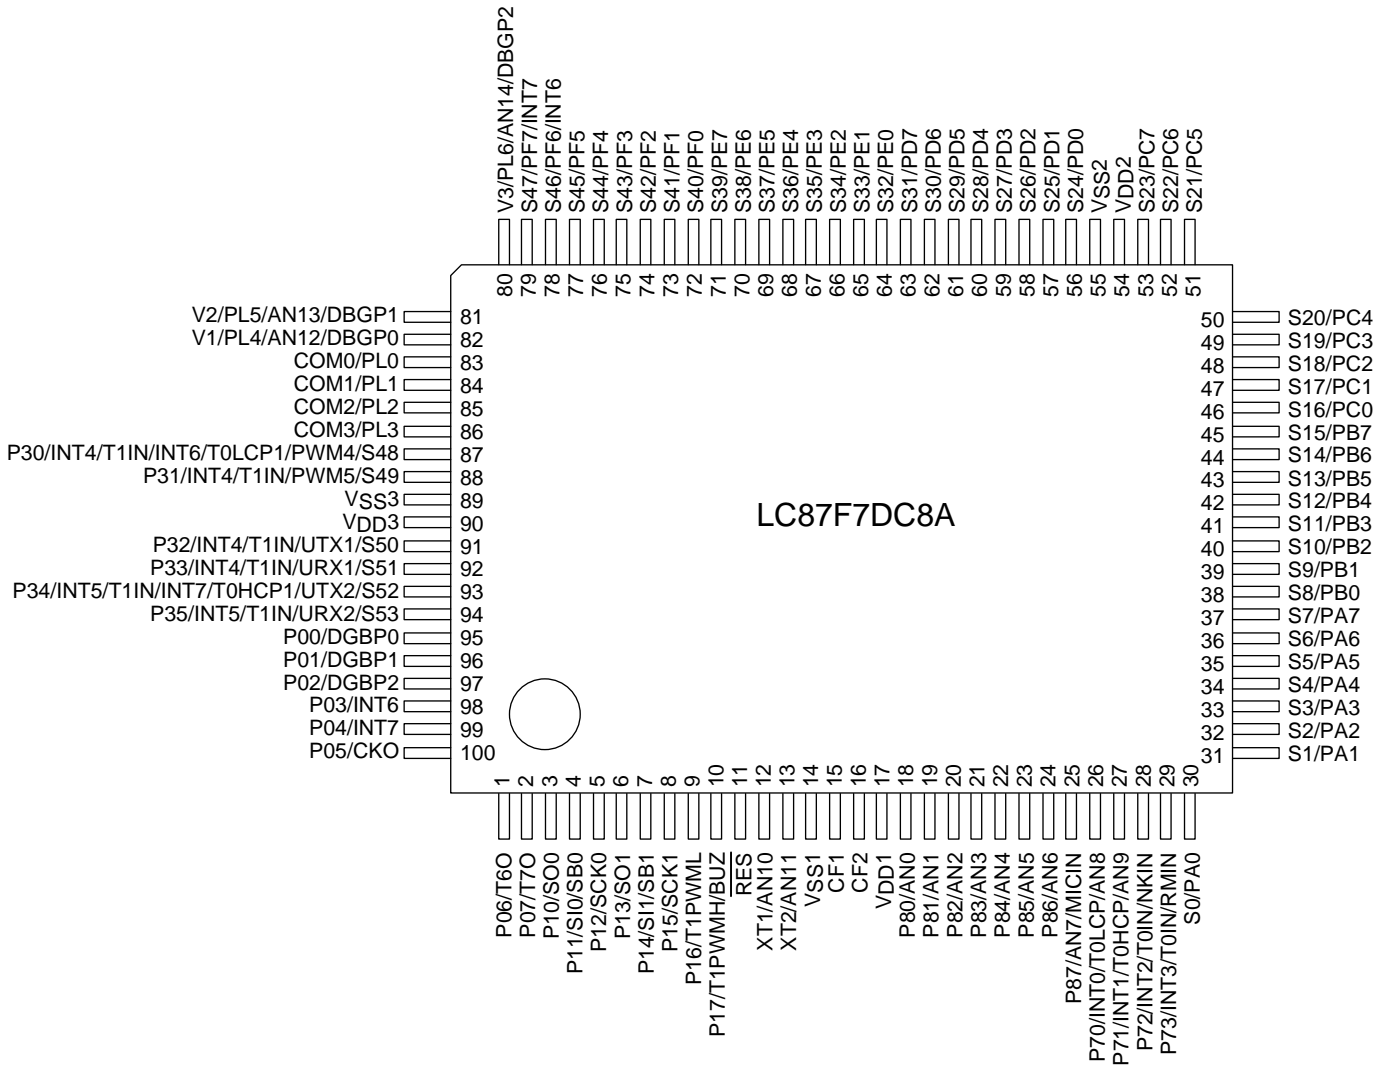 V3/PL6/AN14/DBGP2
S47/PF7/INT7
S46/PF6/INT6
S45/PF5
S44/PF4
S43/PF3
S42/PF2
S41/PF1
S40/PF0
S39/PE7
S38/PE6
S37/PE5
S36/PE4
S35/PE3
S34/PE2
S33/PE1
S32/PE0
S31/PD7
S30/PD6
S29/PD5
S28/PD4
S27/PD3
S26/PD2
S25/PD1
S24/PD0
VSS2
VDD2
S23/PC7
S22/PC6
S21/PC5
80
79
78
77
76
75
74
73
72
71
70
69
68
67
66
65
64
63
62
61
60
59
58
57
56
55
54
53
52
51
V2/PL5/AN13/DBGP1 81
V1/PL4/AN12/DBGP0 82
COM0/PL0 83
COM1/PL1 84
COM2/PL2 85
COM3/PL3 86
P30/INT4/T1IN/INT6/T0LCP1/PWM4/S48 87
P31/INT4/T1IN/PWM5/S49 88
VSS3 89
VDD3 90
P32/INT4/T1IN/UTX1/S50 91
P33/INT4/T1IN/URX1/S51 92
P34/INT5/T1IN/INT7/T0HCP1/UTX2/S52 93
P35/INT5/T1IN/URX2/S53 94
P00/DGBP0 95
P01/DGBP1 96
P02/DGBP2 97
P03/INT6 98
P04/INT7 99
P05/CKO 100
LC87F7DC8A
50 S20/PC4
49 S19/PC3
48 S18/PC2
47 S17/PC1
46 S16/PC0
45 S15/PB7
44 S14/PB6
43 S13/PB5
42 S12/PB4
41 S11/PB3
40 S10/PB2
39 S9/PB1
38 S8/PB0
37 S7/PA7
36 S6/PA6
35 S5/PA5
34 S4/PA4
33 S3/PA3
32 S2/PA2
31 S1/PA1
1
2
3
4
5
6
7
8
9
10
11
12
13
14
15
16
17
18
19
20
21
22
23
24
25
26
27
28
29
30
P06/T6O
P07/T7O
P10/SO0
P11/SI0/SB0
P12/SCK0
P13/SO1
P14/SI1/SB1
P15/SCK1
P16/T1PWML
P17/T1PWMH/BUZ
RES
XT1/AN10
XT2/AN11
VSS1
CF1
CF2
VDD1
P80/AN0
P81/AN1
P82/AN2
P83/AN3
P84/AN4
P85/AN5
P86/AN6
P87/AN7/MICIN
P70/INT0/T0LCP/AN8
P71/INT1/T0HCP/AN9
P72/INT2/T0IN/NKIN
P73/INT3/T0IN/RMIN
S0/PA0